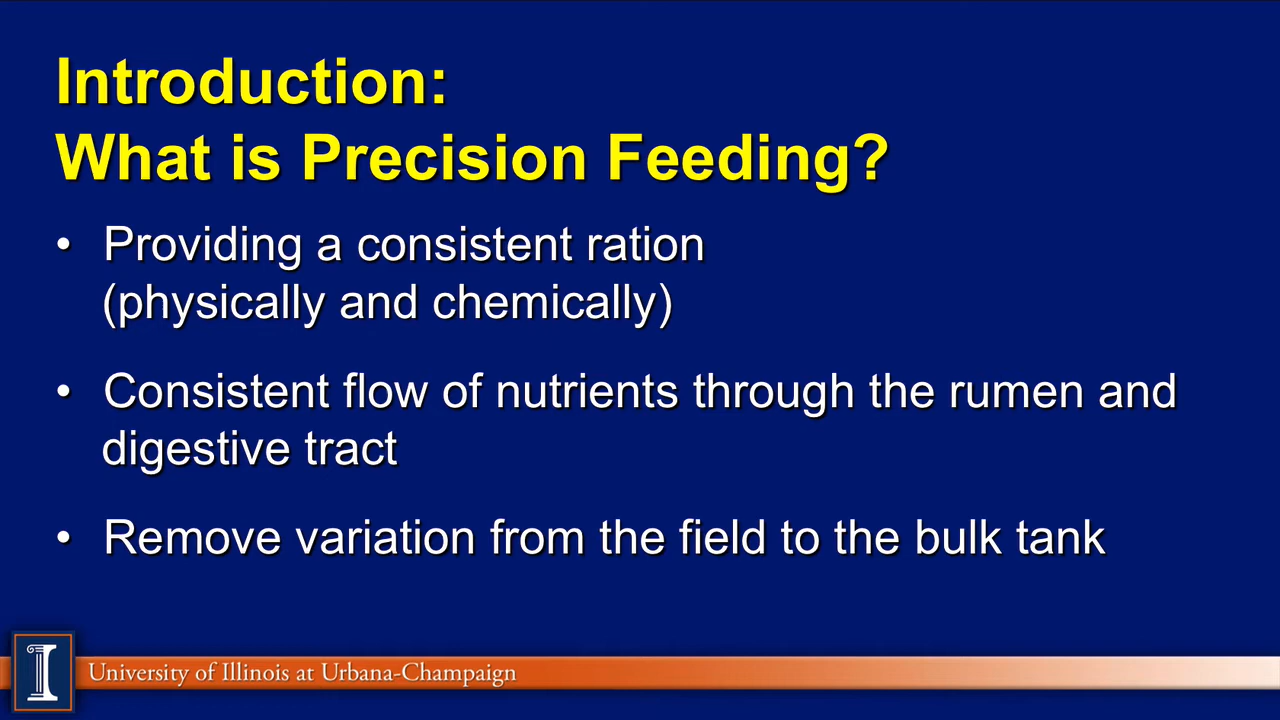 Introduction:
What is Precision Feeding?
• Providing a consistent ration
(physically and chemically)
• Consistent flow of nutrients through the rumen and
digestive tract
• Remove variation from the field to the bulk tank
I
University of Illinois at Urbana-Champaign